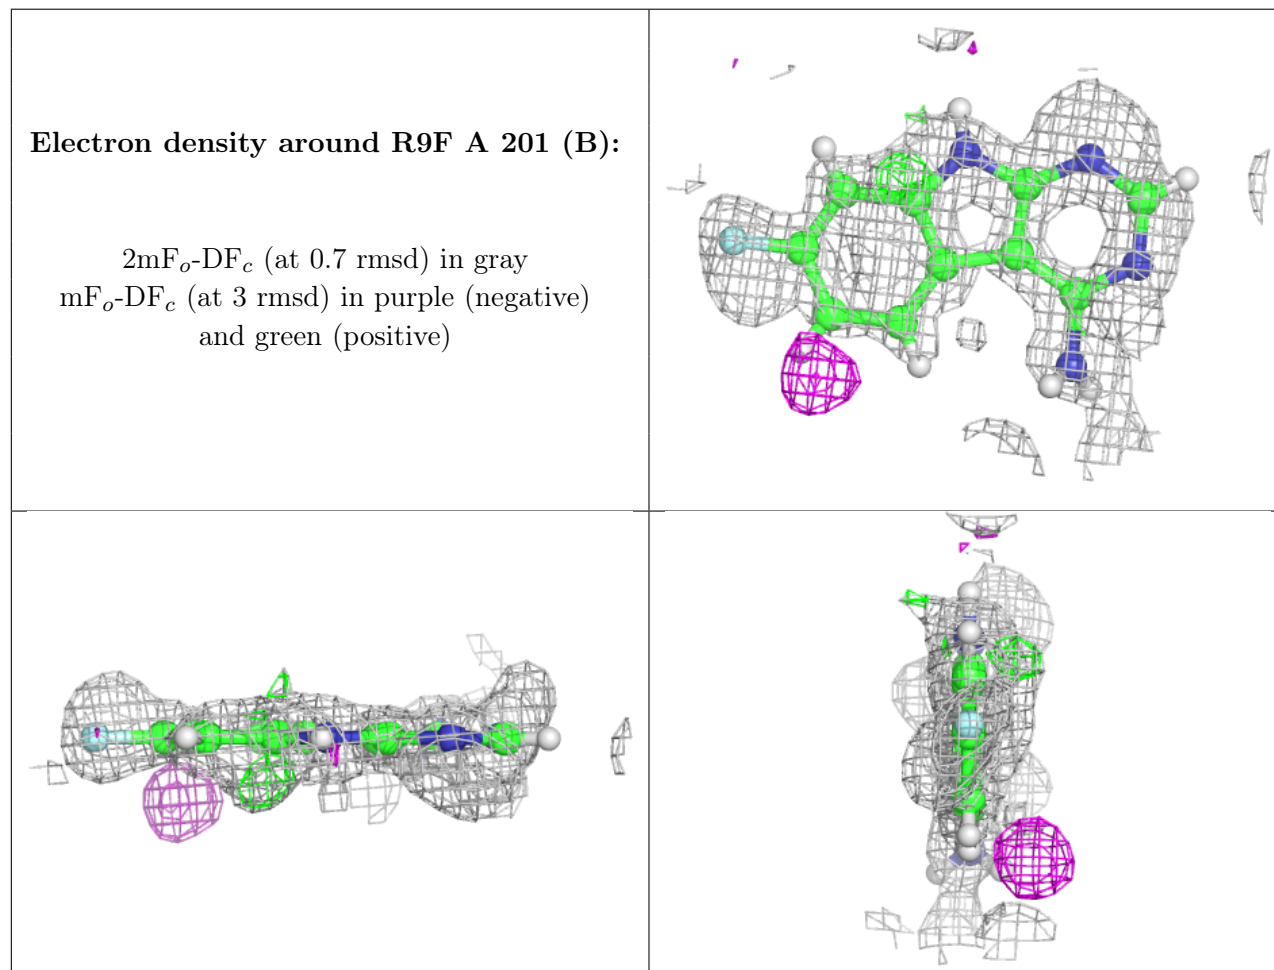 Electron density around R9F A 201 (B):
2mFo-DFc (at 0.7 rmsd) in gray
mFo-DFc (at 3 rmsd) in purple (negative)
and green (positive)